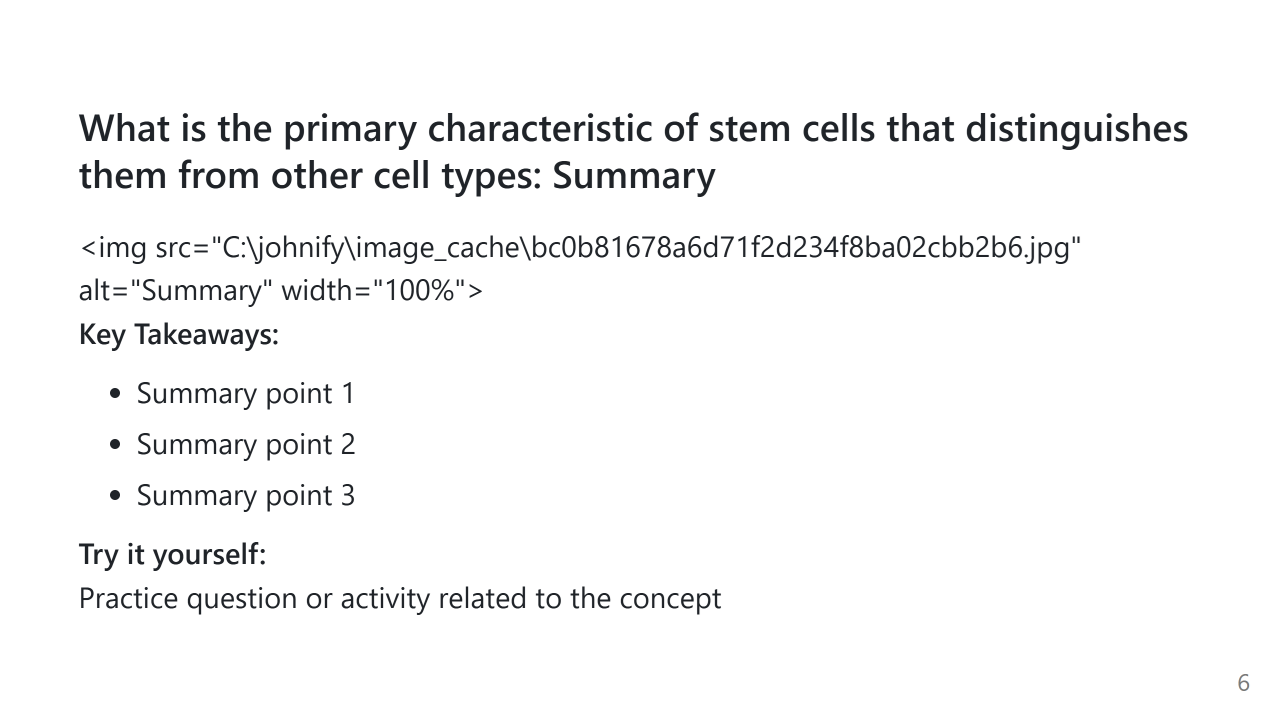 What is the primary characteristic of stem cells that distinguishes
them from other cell types: Summary
<img src="C:\johnify\image_cache\bc0b81678a6d71f2d234f8ba02cbb2b6.jpg"
alt="Summary" width="100%">
Key Takeaways:
• Summary point 1
• Summary point 2
• Summary point 3
Try it yourself:
Practice question or activity related to the concept
6